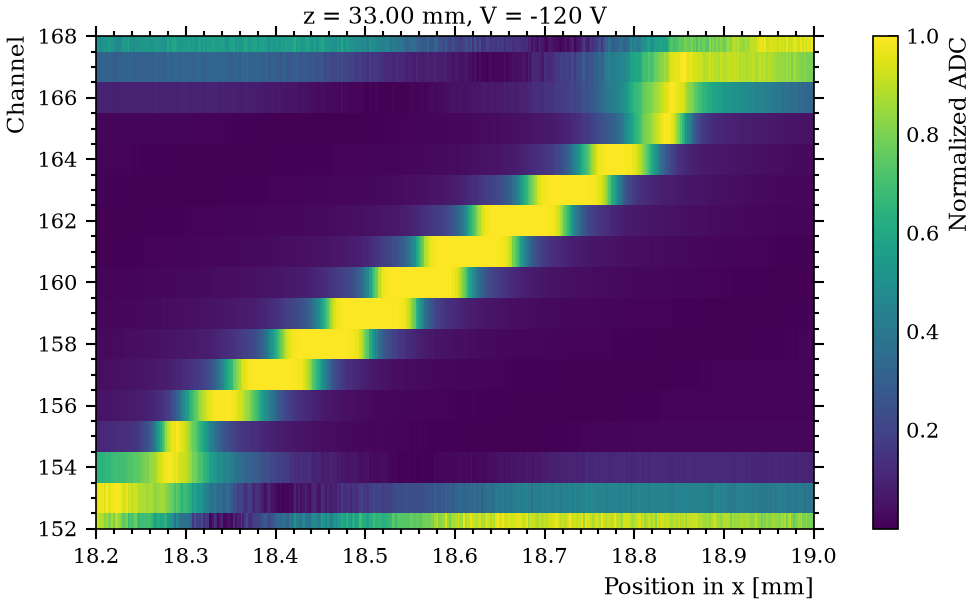 z = 33.00 mm, V = -120 V
Channel
168
166
164
162
160
158
156
154
152
18.2 18.3 18.4 18.5 18.6 18.7 18.8 18.9 19.0
Position in x [mm]
1.0
0.8
0.6
0.4
0.2
Normalized ADC